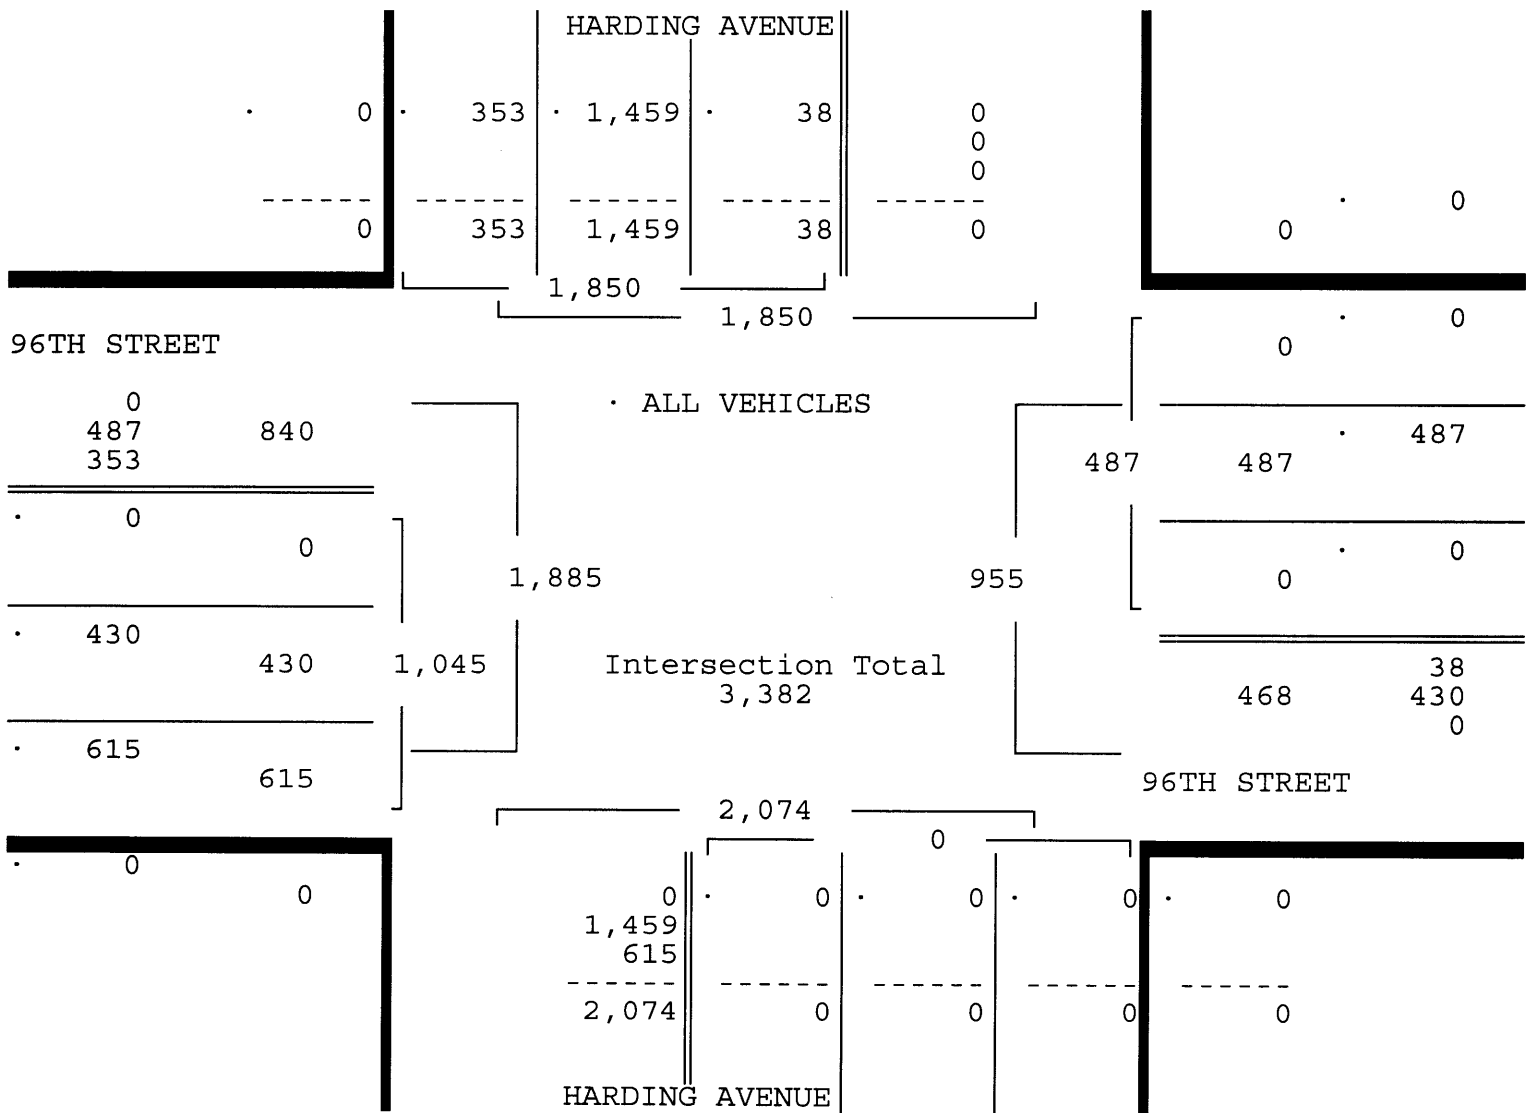 HARDING AVENUE
· 0 · 353 · 1,459 · 38 0
0
0
------ ------ ------ ------ ------ · 0
0 353 1,459 38 0 0
1,850
1,850 · 0
96TH STREET 0
0 · ALL VEHICLES
487 840 · 487
353 487 487
· 0
0 · 0
1,885 955 0
· 430
430 1,045 Intersection Total 38
3,382 468 430
0
· 615
615 96TH STREET
2,074
0
· 0
0 0 · 0 · 0 · 0 · 0
1,459
615
------ ------ ------ ------ ------
2,074 0 0 0 0
HARDING AVENUE